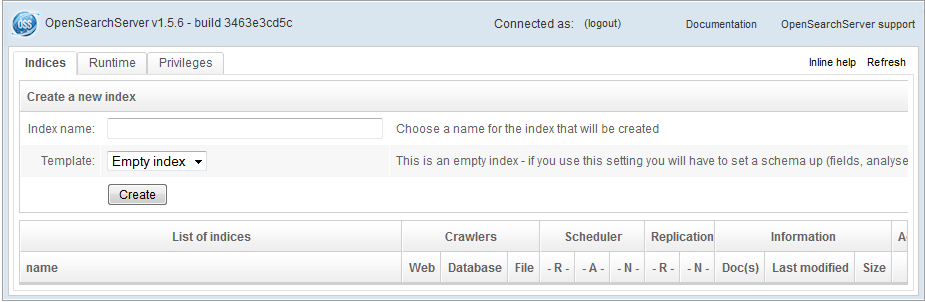 OSS OpenSearchServer v1.5.6 - build 3463e3cd5c Connected as: (logout) Documentation OpenSearchServer support
Indices Runtime Privileges Inline help Refresh
Create a new index
Index name: Choose a name for the index that will be created
Template: Empty index This is an empty index - if you use this setting you will have to set a schema up (fields, analyse
Create
List of indices Crawlers Scheduler Replication Information
name Web Database File - R - - A - - N - - R - - N - Doc(s) Last modified Size